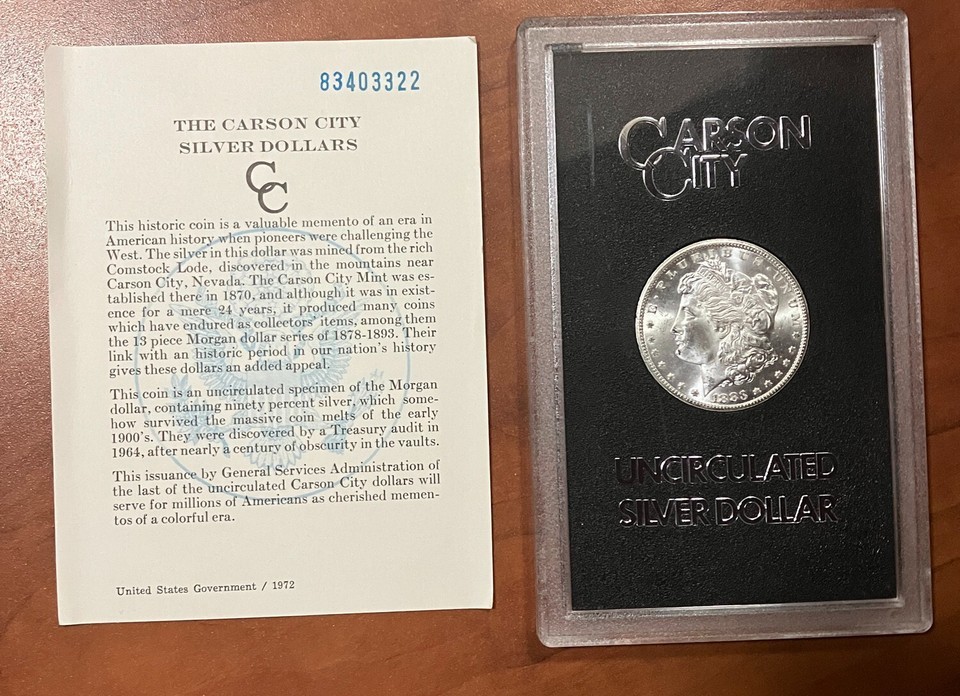 83403322
THE CARSON CITY
SILVER DOLLARS
CC
This historic coin is a valuable memento of an era in
American history when pioneers were challenging the
West. The silver in this dollar was mined from the rich
Comstock Lode, discovered in the mountains near
Carson City, Nevada. The Carson City Mint was es-
tablished there in 1870, and although it was in exist-
ence for a mere 24 years, it produced many coins
which have endured as collectors' items, among them
the 13 piece Morgan dollar series of 1878-1893. Their
link with an historic period in our nation's history
gives these dollars an added appeal.
This coin is an uncirculated specimen of the Morgan
dollar, containing ninety percent silver, which some-
how survived the massive coin melts of the early
1900's. They were discovered by a Treasury audit in
1964, after nearly a century of obscurity in the vaults.
This issuance by General Services Administration of
the last of the uncirculated Carson City dollars will
serve for millions of Americans as cherished memen-
tos of a colorful era.
United States Government / 1972
CARSON
CITY
E·PLURIBUS·UNUM
1883
UNCIRCULATED
SILVER DOLLAR